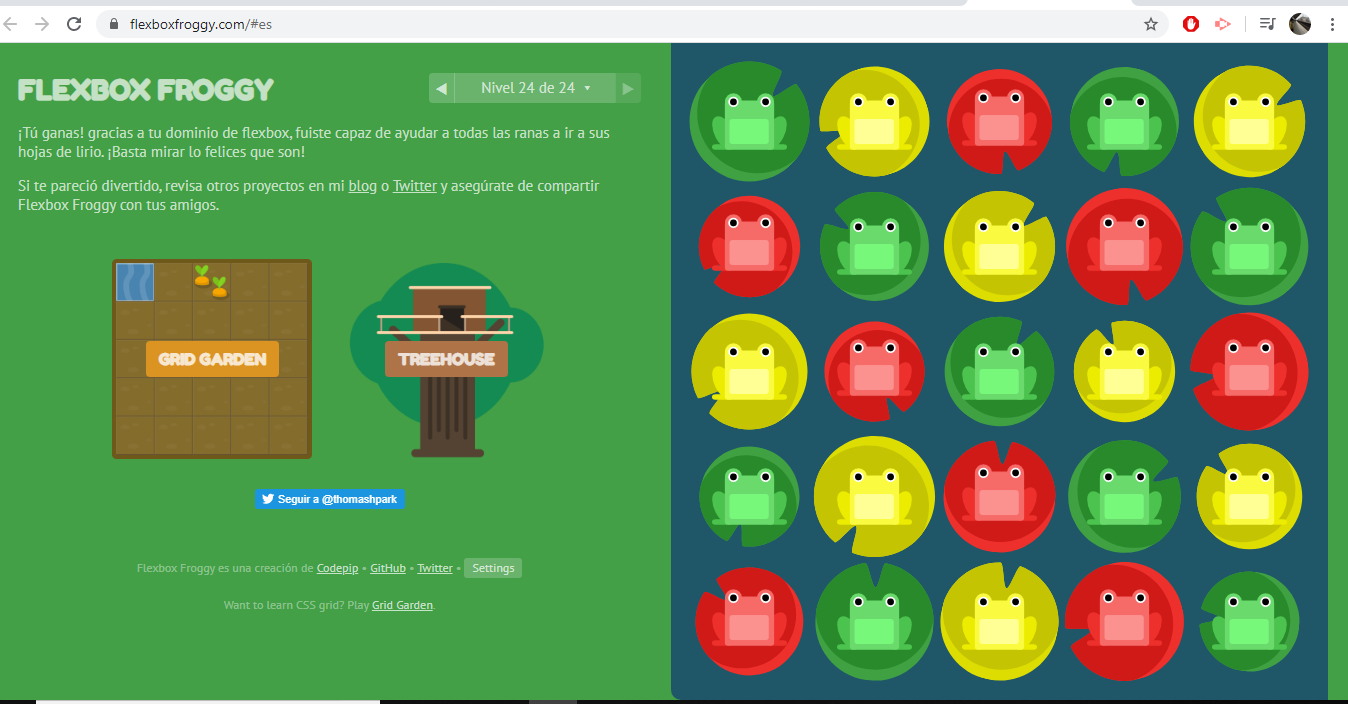 flexboxfroggy.com/#es
FLEXBOX FROGGY
◀ Nivel 24 de 24 ▾ ▶
¡Tú ganas! gracias a tu dominio de flexbox, fuiste capaz de ayudar a todas las ranas a ir a sus
hojas de lirio. ¡Basta mirar lo felices que son!
Si te pareció divertido, revisa otros proyectos en mi blog o Twitter y asegúrate de compartir
Flexbox Froggy con tus amigos.
GRID GARDEN
TREEHOUSE
Seguir a @thomashpark
Flexbox Froggy es una creación de Codepip • GitHub • Twitter • Settings
Want to learn CSS grid? Play Grid Garden.